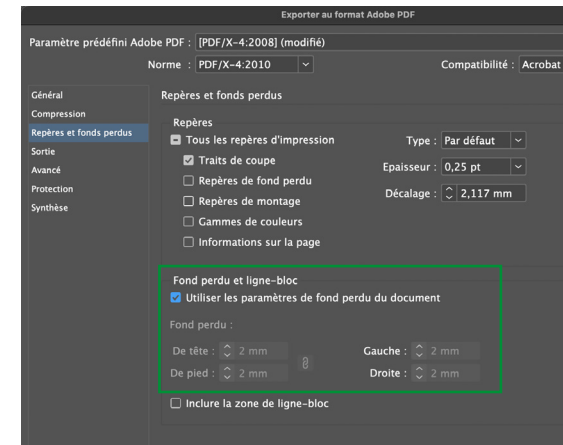 Exporter au format Adobe PDF
Paramètre prédéfini Adobe PDF : [PDF/X-4:2008] (modifié)
Norme : PDF/X-4:2010 Compatibilité : Acrobat
Général
Compression
Repères et fonds perdus
Sortie
Avancé
Protection
Synthèse
Repères et fonds perdus
Repères
Tous les repères d'impression Type : Par défaut
Traits de coupe Epaisseur : 0,25 pt
Repères de fond perdu Décalage : 2,117 mm
Repères de montage
Gammes de couleurs
Informations sur la page
Fond perdu et ligne-bloc
Utiliser les paramètres de fond perdu du document
Fond perdu :
De tête : 2 mm Gauche : 2 mm
De pied : 2 mm Droite : 2 mm
Inclure la zone de ligne-bloc